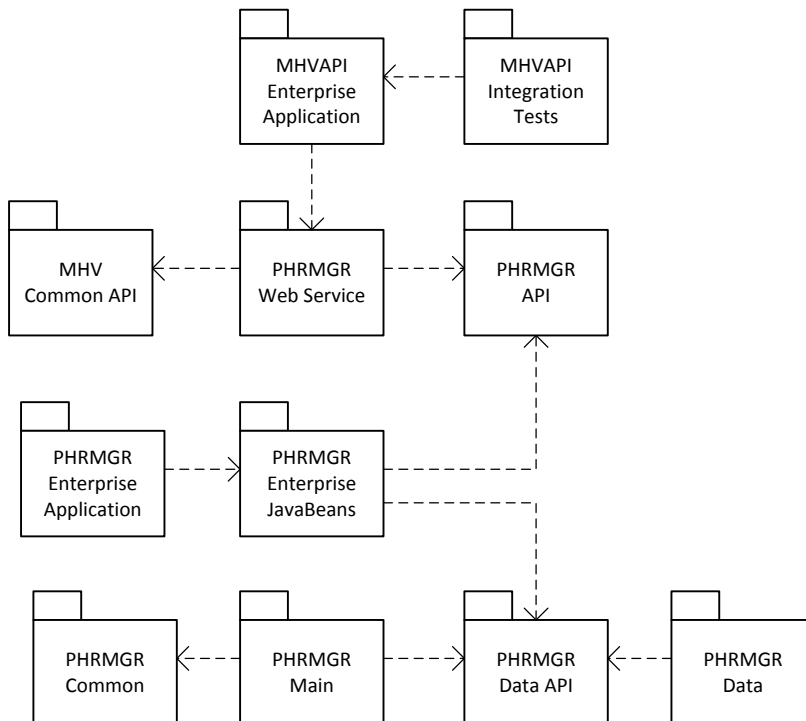 MHVAPI
Enterprise
Application
MHVAPI
Integration
Tests
MHV
Common API
PHRMGR
Web Service
PHRMGR
API
PHRMGR
Enterprise
Application
PHRMGR
Enterprise
JavaBeans
PHRMGR
Common
PHRMGR
Main
PHRMGR
Data API
PHRMGR
Data